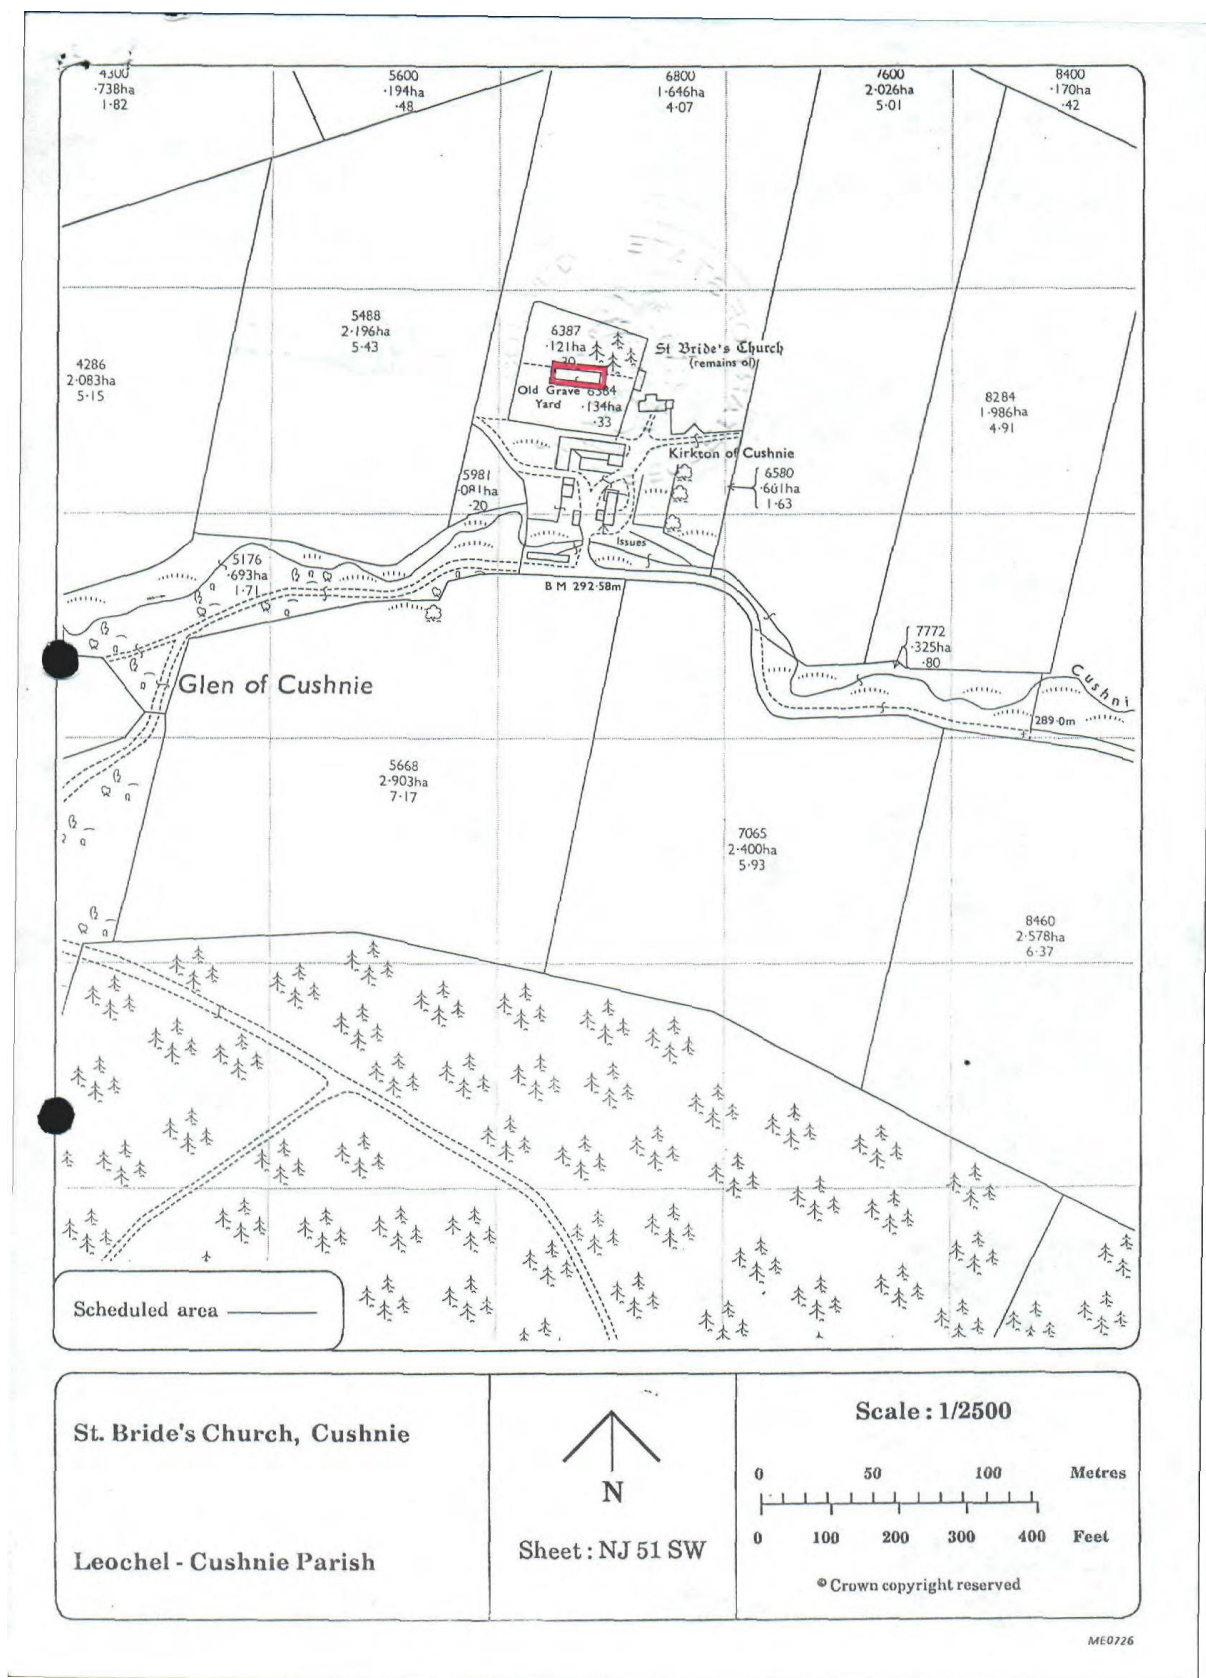 4300
·738ha
1·82
5600
·194ha
·48
6800
1·646ha
4·07
7600
2·026ha
5·01
8400
·170ha
·42
5488
2·196ha
5·43
6387
·121ha
St Bride's Church
(remains of)
4286
2·083ha
5·15
Old Grave
Yard
6384
·134ha
·33
8284
1·986ha
4·91
Kirkton of Cushnie
5981
·081ha
·20
6580
·661ha
1·63
Issues
5176
·693ha
1·71
B M 292·58m
7772
·325ha
·80
Glen of Cushnie
Cushni
289·0m
5668
2·903ha
7·17
7065
2·400ha
5·93
8460
2·578ha
6·37
Scheduled area
St. Bride's Church, Cushnie
Leochel - Cushnie Parish
N
Sheet : NJ 51 SW
Scale : 1/2500
0 50 100 Metres
0 100 200 300 400 Feet
© Crown copyright reserved
ME0726